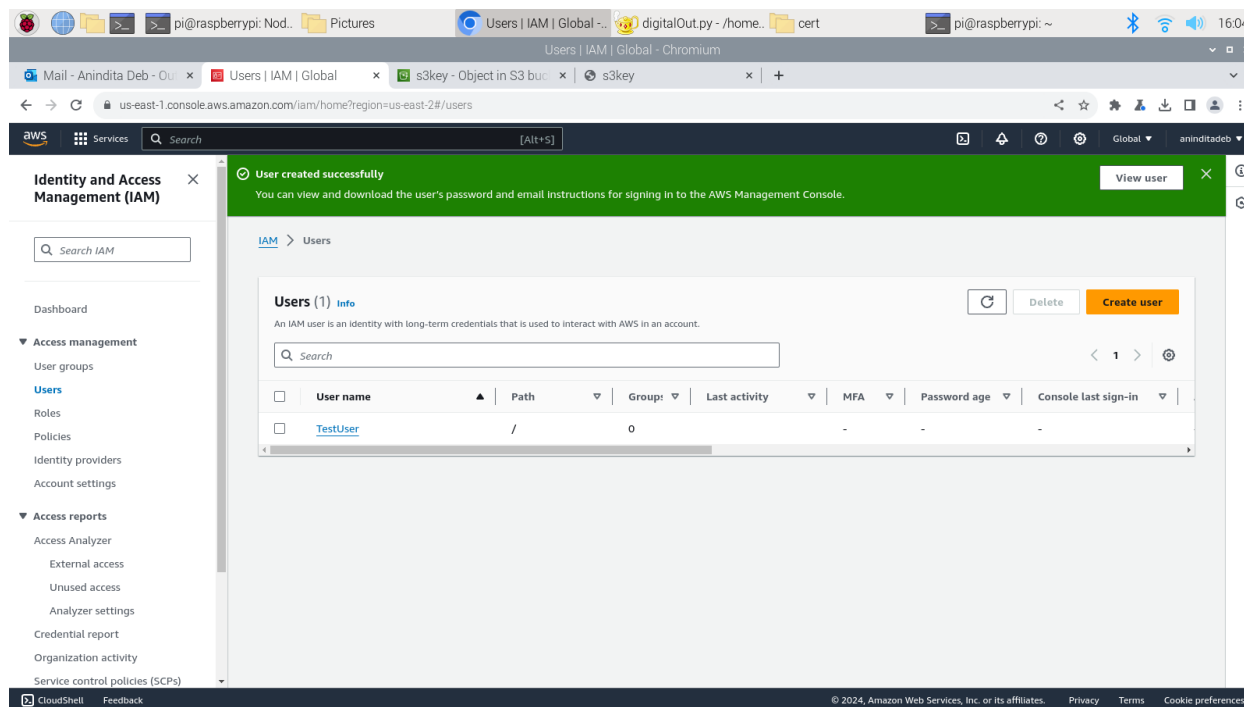 pi@raspberrypi: Nod.. Pictures Users | IAM | Global -.. digitalOut.py - /home.. cert pi@raspberrypi: ~ 16:04
Users | IAM | Global - Chromium
Mail - Anindita Deb - Ou Users | IAM | Global s3key - Object in S3 buc s3key
us-east-1.console.aws.amazon.com/iam/home?region=us-east-2#/users
aws Services Search [Alt+S] Global aninditadeb
Identity and Access
Management (IAM)
Search IAM
Dashboard
Access management
User groups
Users
Roles
Policies
Identity providers
Account settings
Access reports
Access Analyzer
External access
Unused access
Analyzer settings
Credential report
Organization activity
Service control policies (SCPs)
User created successfully
You can view and download the user's password and email instructions for signing in to the AWS Management Console.
View user
IAM > Users
Users (1) Info
Delete Create user
An IAM user is an identity with long-term credentials that is used to interact with AWS in an account.
Search
1
User name Path Groups Last activity MFA Password age Console last sign-in
TestUser / 0 - - -
CloudShell Feedback © 2024, Amazon Web Services, Inc. or its affiliates. Privacy Terms Cookie preferences